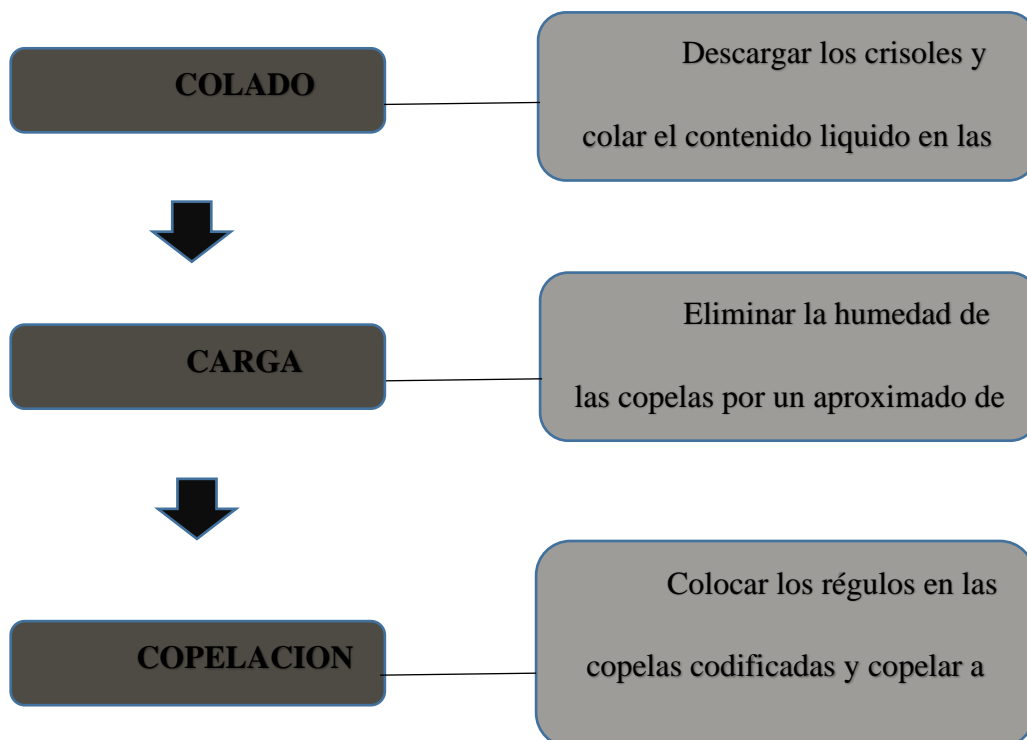 COLADO
Descargar los crisoles y
colar el contenido liquido en las
CARGA
Eliminar la humedad de
las copelas por un aproximado de
COPELACION
Colocar los régulos en las
copelas codificadas y copelar a